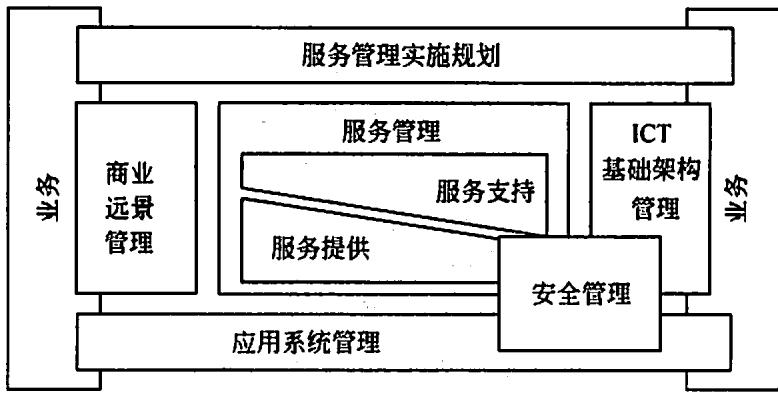 服务管理实施规划
业务
商业
远景
管理
服务管理
服务支持
服务提供
ICT
基础架构
管理
业务
安全管理
应用系统管理